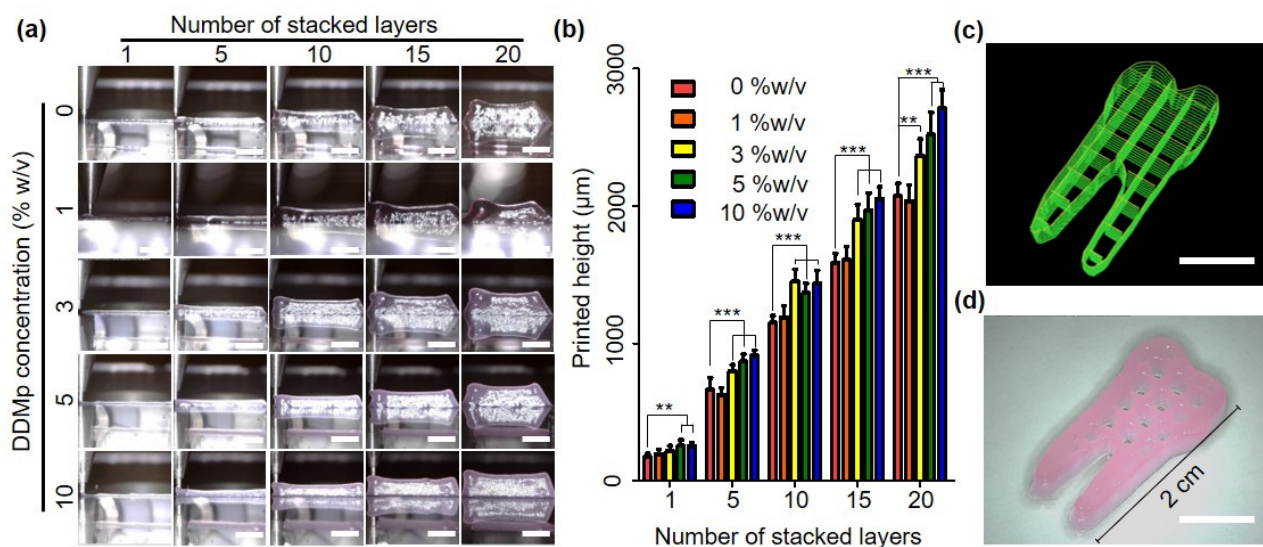 (a)
Number of stacked layers
1 5 10 15 20
DDMp concentration (% w/v)
0
1
3
5
10
(b)
Printed height (µm)
3000
2000
1000
0
0 %w/v
1 %w/v
3 %w/v
5 %w/v
10 %w/v
**
***
***
***
***
**
1 5 10 15 20
Number of stacked layers
(c)
(d)
2 cm